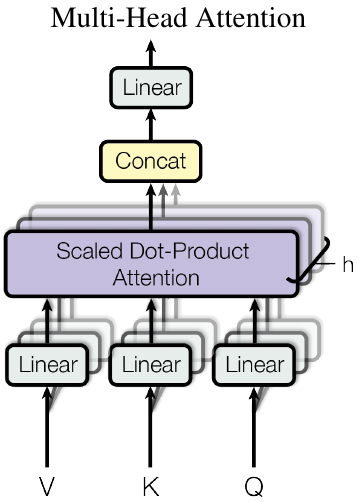 Multi-Head Attention
Linear
Concat
Scaled Dot-Product
Attention
h
Linear Linear Linear
V K Q